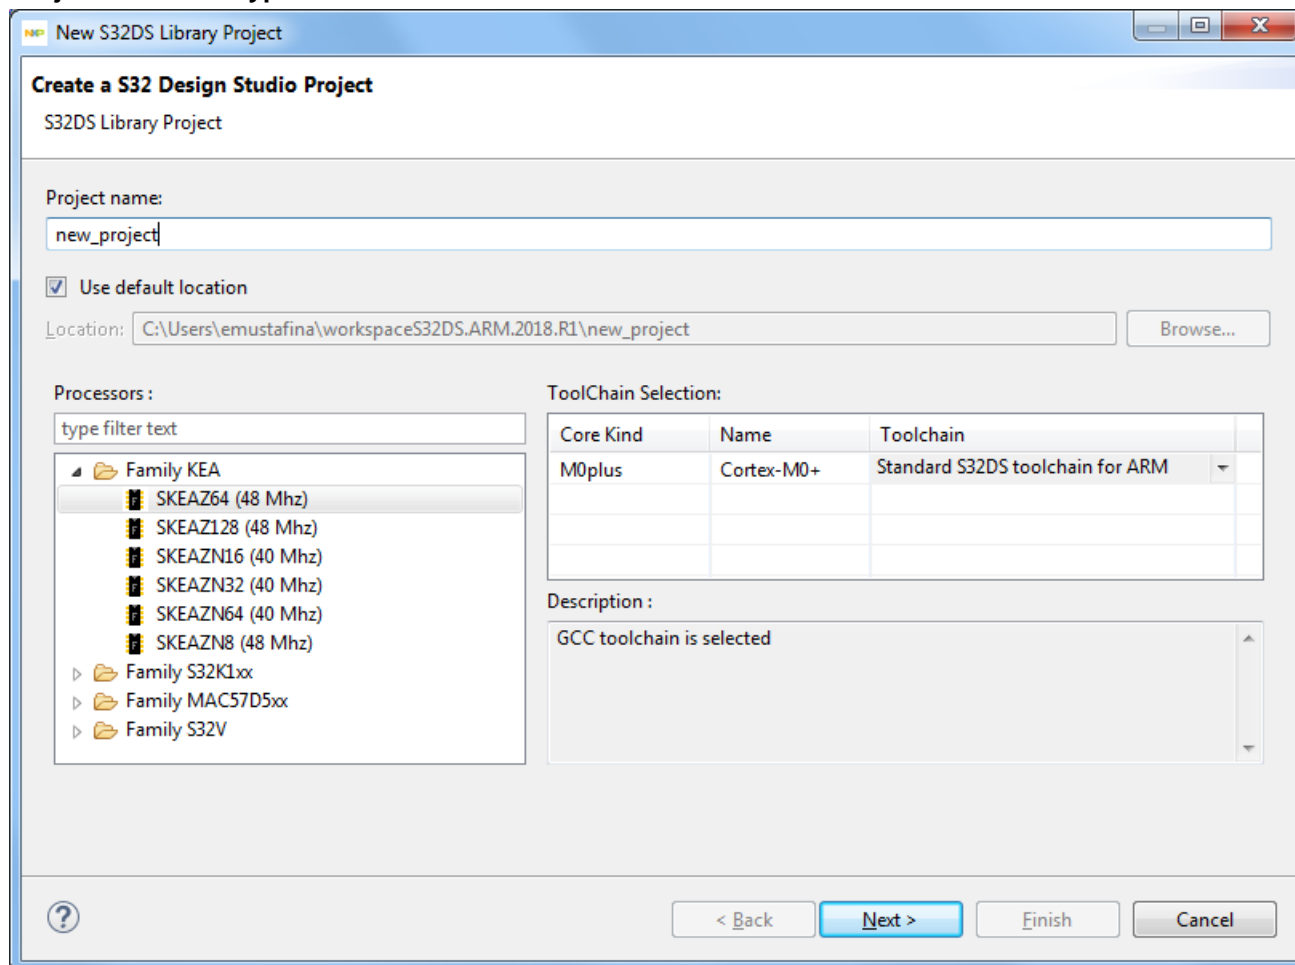 NXP New S32DS Library Project
Create a S32 Design Studio Project
S32DS Library Project
Project name:
new_project
Use default location
Location: C:\Users\emustafina\workspaceS32DS.ARM.2018.R1\new_project Browse...
Processors :
type filter text
Family KEA
SKEAZ64 (48 Mhz)
SKEAZ128 (48 Mhz)
SKEAZN16 (40 Mhz)
SKEAZN32 (40 Mhz)
SKEAZN64 (40 Mhz)
SKEAZN8 (48 Mhz)
Family S32K1xx
Family MAC57D5xx
Family S32V
ToolChain Selection:
Core Kind Name Toolchain
M0plus Cortex-M0+ Standard S32DS toolchain for ARM
Description :
GCC toolchain is selected
? < Back Next > Finish Cancel